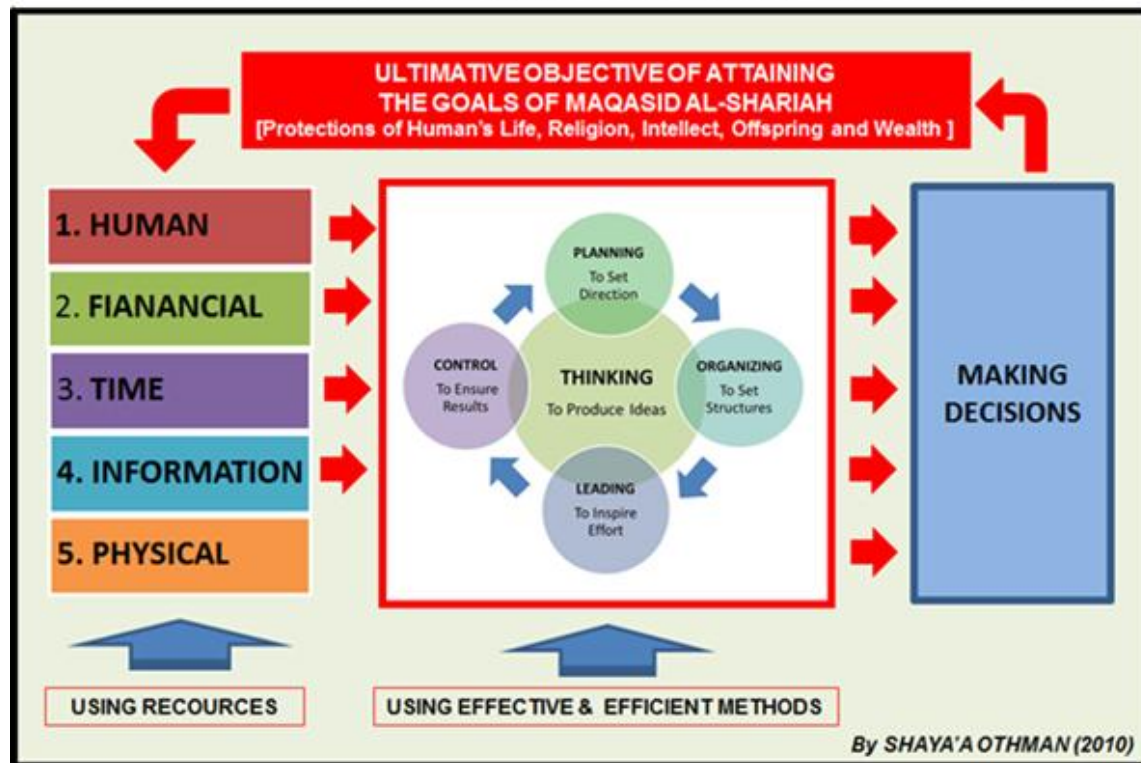 ULTIMATIVE OBJECTIVE OF ATTAINING
THE GOALS OF MAQASID AL-SHARIAH
[Protections of Human's Life, Religion, Intellect, Offspring and Wealth ]
1. HUMAN
2. FIANANCIAL
3. TIME
4. INFORMATION
5. PHYSICAL
PLANNING
To Set
Direction
CONTROL
To Ensure
Results
THINKING
To Produce Ideas
ORGANIZING
To Set
Structures
LEADING
To Inspire
Effort
MAKING
DECISIONS
USING RECOURCES
USING EFFECTIVE & EFFICIENT METHODS
By SHAYA'A OTHMAN (2010)